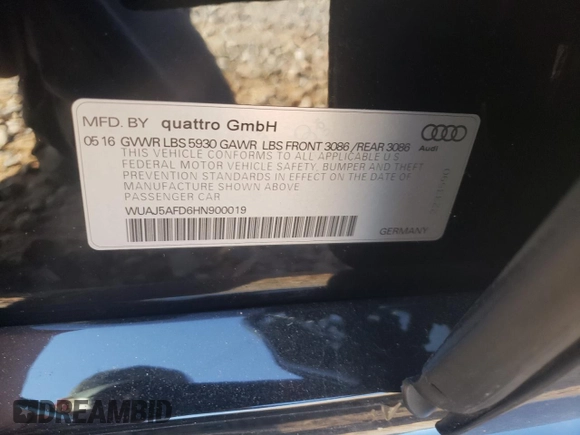 MFD. BY quattro GmbH
05 16 GVWR LBS 5930 GAWR LBS FRONT 3086 /REAR 3086
Audi
THIS VEHICLE CONFORMS TO ALL APPLICABLE U S
FEDERAL MOTOR VEHICLE SAFETY, BUMPER AND THEFT
PREVENTION STANDARDS IN EFFECT ON THE DATE OF
MANUFACTURE SHOWN ABOVE
PASSENGER CAR
WUAJ5AFD6HN900019
GERMANY
DREAMBID